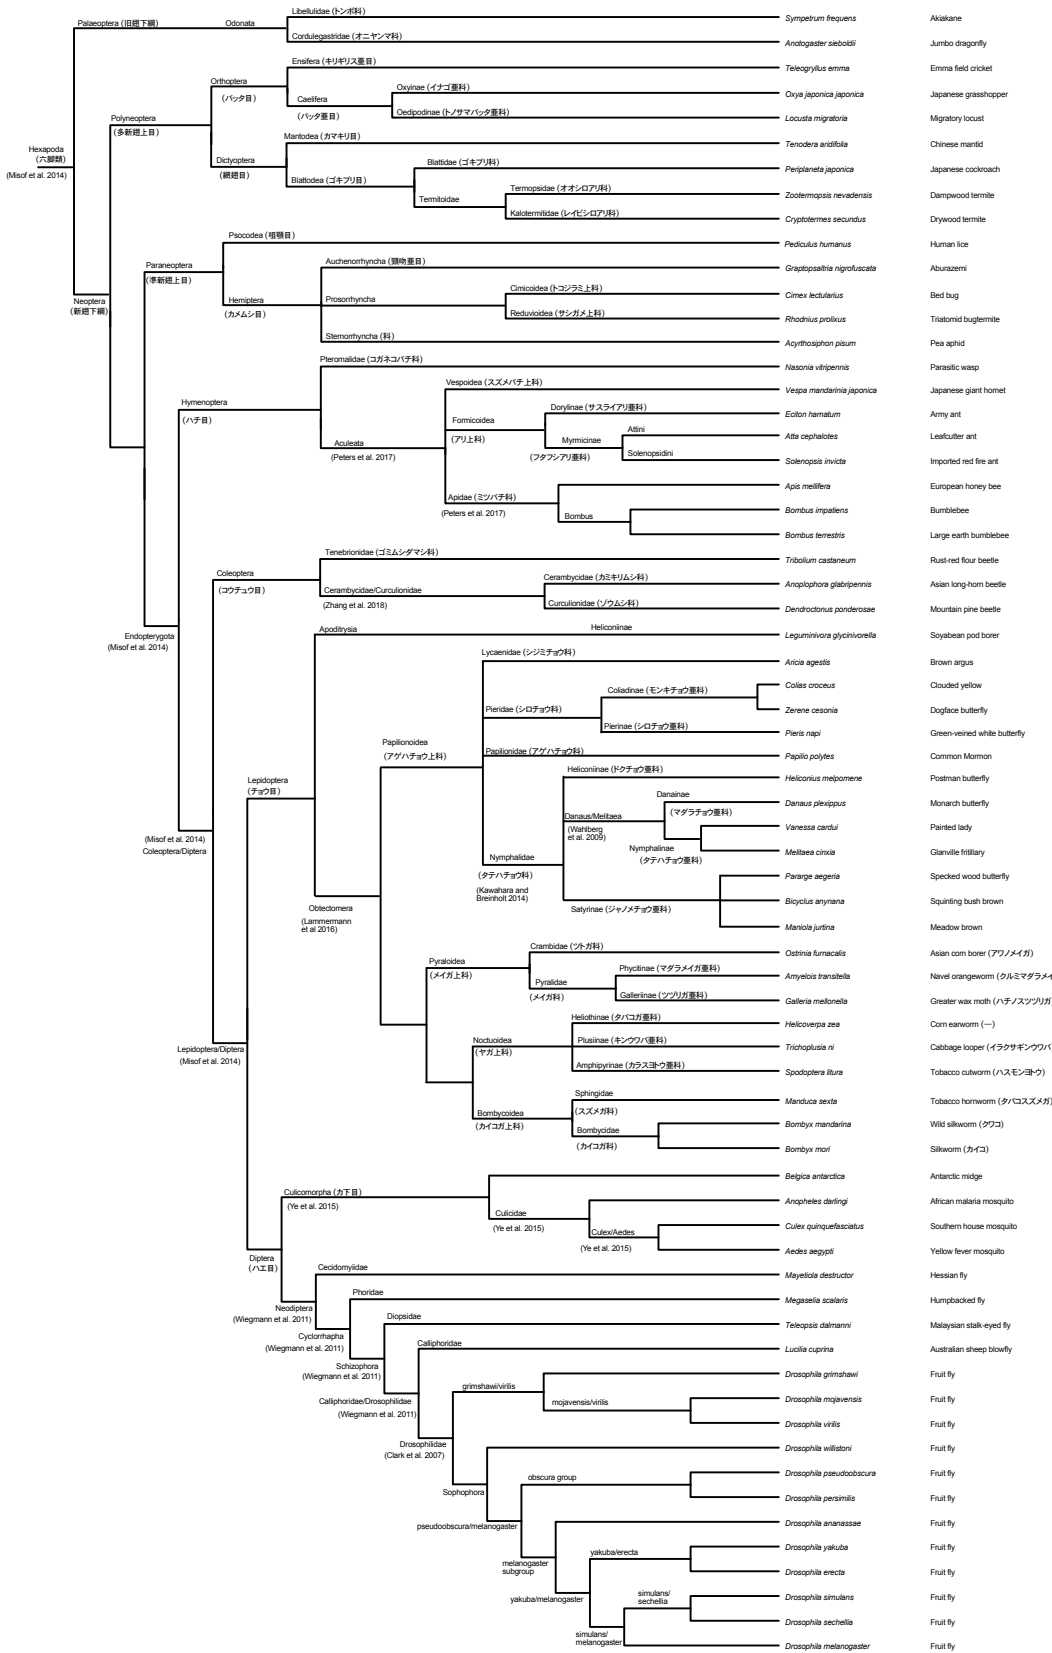 Libellulidae (トンボ科)
Palaeoptera (旧翅下綱) Odonata Sympetrum frequens Akiakane
Cordulegastridae (オニヤンマ科)
Anotogaster sieboldii Jumbo dragonfly
Ensifera (キリギリス亜目)
Teleogryllus emma Emma field cricket
Orthoptera
(バッタ目)
Oxyinae (イナゴ亜科)
Oxya japonica japonica Japanese grasshopper
Caelifera
(バッタ亜目)
Oedipodinae (トノサマバッタ亜科)
Locusta migratoria Migratory locust
Polyneoptera
(多新翅上目)
Mantodea (カマキリ目)
Tenodera aridifolia Chinese mantid
Hexapoda
(六脚類)
(Misof et al. 2014)
Dictyoptera
(網翅目)
Blattidae (ゴキブリ科)
Periplaneta japonica Japanese cockroach
Blattodea (ゴキブリ目)
Termopsidae (オオシロアリ科)
Zootermopsis nevadensis Dampwood termite
Termitoidae
Kalotermitidae (レイビシロアリ科)
Cryptotermes secundus Drywood termite
Psocodea (咀顎目)
Pediculus humanus Human lice
Paraneoptera
(準新翅上目)
Auchenorrhyncha (頸吻亜目)
Graptopsaltria nigrofuscata Aburazemi
Neoptera
(新翅下綱)
Hemiptera
(カメムシ目)
Prosorrhyncha
Cimicoidea (トコジラミ上科)
Cimex lectularius Bed bug
Reduvioidea (サシガメ上科)
Rhodnius prolixus Triatomid bugtermite
Sternorrhyncha (科)
Acyrthosiphon pisum Pea aphid
Pteromalidae (コガネコバチ科)
Nasonia vitripennis Parasitic wasp
Vespoidea (スズメバチ上科)
Vespa mandarinia japonica Japanese giant hornet
Hymenoptera
(ハチ目)
Dorylinae (サスライアリ亜科)
Eciton hamatum Army ant
Formicoidea
(アリ上科)
Attini
Atta cephalotes Leafcutter ant
Aculeata
(Peters et al. 2017)
Myrmicinae
(フタフシアリ亜科)
Solenopsidini
Solenopsis invicta Imported red fire ant
Apis mellifera European honey bee
Apidae (ミツバチ科)
(Peters et al. 2017)
Bombus
Bombus impatiens Bumblebee
Bombus terrestris Large earth bumblebee
Tenebrionidae (ゴミムシダマシ科)
Tribolium castaneum Rust-red flour beetle
Coleoptera
(コウチュウ目)
Cerambycidae/Curculionidae
(Zhang et al. 2018)
Cerambycidae (カミキリムシ科)
Anoplophora glabripennis Asian long-horn beetle
Curculionidae (ゾウムシ科)
Dendroctonus ponderosae Mountain pine beetle
Endopterygota
(Misof et al. 2014)
Apoditrysia Heliconiinae
Leguminivora glycinivorella Soyabean pod borer
Lycaenidae (シジミチョウ科)
Aricia agestis Brown argus
Colias croceus Clouded yellow
Coliadinae (モンキチョウ亜科)
Zerene cesonia Dogface butterfly
Pieridae (シロチョウ科)
Pierinae (シロチョウ亜科)
Pieris napi Green-veined white butterfly
Papilionoidea
(アゲハチョウ上科)
Papilionidae (アゲハチョウ科)
Papilio polytes Common Mormon
Lepidoptera
(チョウ目)
Heliconiinae (ドクチョウ亜科)
Heliconius melpomene Postman butterfly
Danainae
(マダラチョウ亜科)
Danaus plexippus Monarch butterfly
Danaus/Melitaea
(Wahlberg
et al. 2009)
Vanessa cardui Painted lady
Nymphalinae
(タテハチョウ亜科)
Melitaea cinxia Glanville fritillary
(Misof et al. 2014)
Coleoptera/Diptera
Nymphalidae
(タテハチョウ科)
(Kawahara and
Breinholt 2014)
Pararge aegeria Specked wood butterfly
Satyrinae (ジャノメチョウ亜科)
Bicyclus anynana Squinting bush brown
Maniola jurtina Meadow brown
Obtectomera
(Lammermann
et al 2016)
Crambidae (ツトガ科)
Ostrinia furnacalis Asian corn borer (アワノメイガ)
Pyraloidea
(メイガ上科)
Phycitinae (マダラメイガ亜科)
Amyelois transitella Navel orangeworm (クルミマダラメイ
Pyralidae
(メイガ科)
Galleriinae (ツヅリガ亜科)
Galleria mellonella Greater wax moth (ハチノスツヅリガ)
Heliothinae (タバコガ亜科)
Helicoverpa zea Corn earworm (—)
Noctuoidea
(ヤガ上科)
Plusiinae (キンウワバ亜科)
Trichoplusia ni Cabbage looper (イラクサギンウワバ)
Lepidoptera/Diptera
(Misof et al. 2014)
Amphipyrinae (カラスヨトウ亜科)
Spodoptera litura Tobacco cutworm (ハスモンヨトウ)
Sphingidae
(スズメガ科)
Manduca sexta Tobacco hornworm (タバコスズメガ)
Bombycoidea
(カイコガ上科)
Bombycidae
(カイコガ科)
Bombyx mandarina Wild silkworm (クワコ)
Bombyx mori Silkworm (カイコ)
Belgica antarctica Antarctic midge
Culicomorpha (カ下目)
(Ye et al. 2015)
Anopheles darlingi African malaria mosquito
Culicidae
(Ye et al. 2015)
Culex/Aedes
(Ye et al. 2015)
Culex quinquefasciatus Southern house mosquito
Aedes aegypti Yellow fever mosquito
Diptera
(ハエ目)
Cecidomyiidae
Mayetiola destructor Hessian fly
Neodiptera
(Wiegmann et al. 2011)
Phoridae
Megaselia scalaris Humpbacked fly
Cyclorrhapha
(Wiegmann et al. 2011)
Diopsidae
Teleopsis dalmanni Malaysian stalk-eyed fly
Schizophora
(Wiegmann et al. 2011)
Calliphoridae
Lucilia cuprina Australian sheep blowfly
Calliphoridae/Drosophilidae
(Wiegmann et al. 2011)
grimshawi/virilis
Drosophila grimshawi Fruit fly
mojavensis/virilis
Drosophila mojavensis Fruit fly
Drosophila virilis Fruit fly
Drosophilidae
(Clark et al. 2007)
Drosophila willistoni Fruit fly
Sophophora
obscura group
Drosophila pseudoobscura Fruit fly
Drosophila persimilis Fruit fly
pseudoobscura/melanogaster
Drosophila ananassae Fruit fly
melanogaster
subgroup
yakuba/erecta
Drosophila yakuba Fruit fly
Drosophila erecta Fruit fly
yakuba/melanogaster
simulans/
sechellia
Drosophila simulans Fruit fly
Drosophila sechellia Fruit fly
simulans/
melanogaster
Drosophila melanogaster Fruit fly